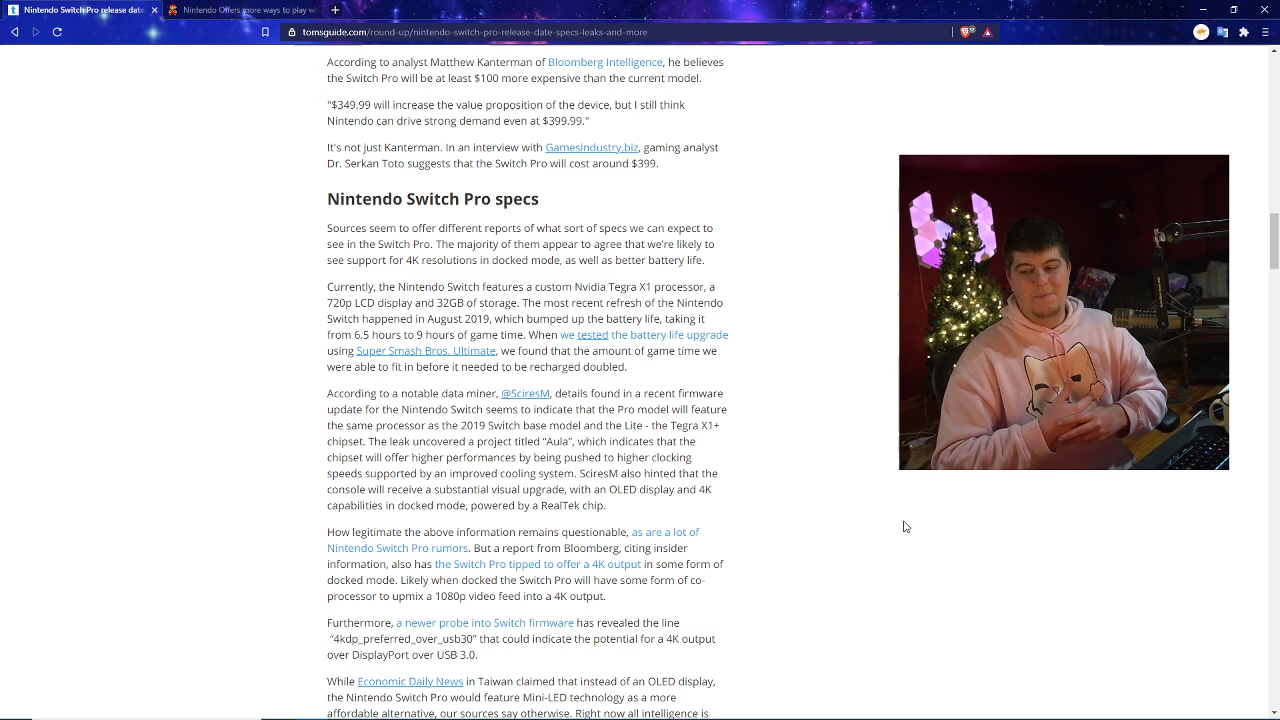 Nintendo Switch Pro release date
Nintendo Offers more ways to play wi
tomsguide.com/round-up/nintendo-switch-pro-release-date-specs-leaks-and-more
According to analyst Matthew Kanterman of Bloomberg Intelligence, he believes
the Switch Pro will be at least $100 more expensive than the current model.
"$349.99 will increase the value proposition of the device, but I still think
Nintendo can drive strong demand even at $399.99."
It's not just Kanterman. In an interview with Gamesindustry.biz, gaming analyst
Dr. Serkan Toto suggests that the Switch Pro will cost around $399.
Nintendo Switch Pro specs
Sources seem to offer different reports of what sort of specs we can expect to
see in the Switch Pro. The majority of them appear to agree that we're likely to
see support for 4K resolutions in docked mode, as well as better battery life.
Currently, the Nintendo Switch features a custom Nvidia Tegra X1 processor, a
720p LCD display and 32GB of storage. The most recent refresh of the Nintendo
Switch happened in August 2019, which bumped up the battery life, taking it
from 6.5 hours to 9 hours of game time. When we tested the battery life upgrade
using Super Smash Bros. Ultimate, we found that the amount of game time we
were able to fit in before it needed to be recharged doubled.
According to a notable data miner, @SciresM, details found in a recent firmware
update for the Nintendo Switch seems to indicate that the Pro model will feature
the same processor as the 2019 Switch base model and the Lite - the Tegra X1+
chipset. The leak uncovered a project titled “Aula”, which indicates that the
chipset will offer higher performances by being pushed to higher clocking
speeds supported by an improved cooling system. SciresM also hinted that the
console will receive a substantial visual upgrade, with an OLED display and 4K
capabilities in docked mode, powered by a RealTek chip.
How legitimate the above information remains questionable, as are a lot of
Nintendo Switch Pro rumors. But a report from Bloomberg, citing insider
information, also has the Switch Pro tipped to offer a 4K output in some form of
docked mode. Likely when docked the Switch Pro will have some form of co-
processor to upmix a 1080p video feed into a 4K output.
Furthermore, a newer probe into Switch firmware has revealed the line
“4kdp_preferred_over_usb30” that could indicate the potential for a 4K output
over DisplayPort over USB 3.0.
While Economic Daily News in Taiwan claimed that instead of an OLED display,
the Nintendo Switch Pro would feature Mini-LED technology as a more
affordable alternative, our sources say otherwise. Right now all intelligence is